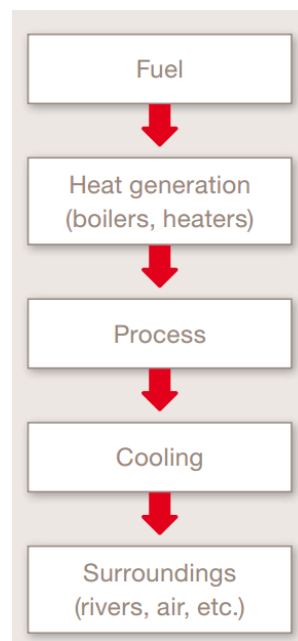 Fuel
Heat generation
(boilers, heaters)
Process
Cooling
Surroundings
(rivers, air, etc.)